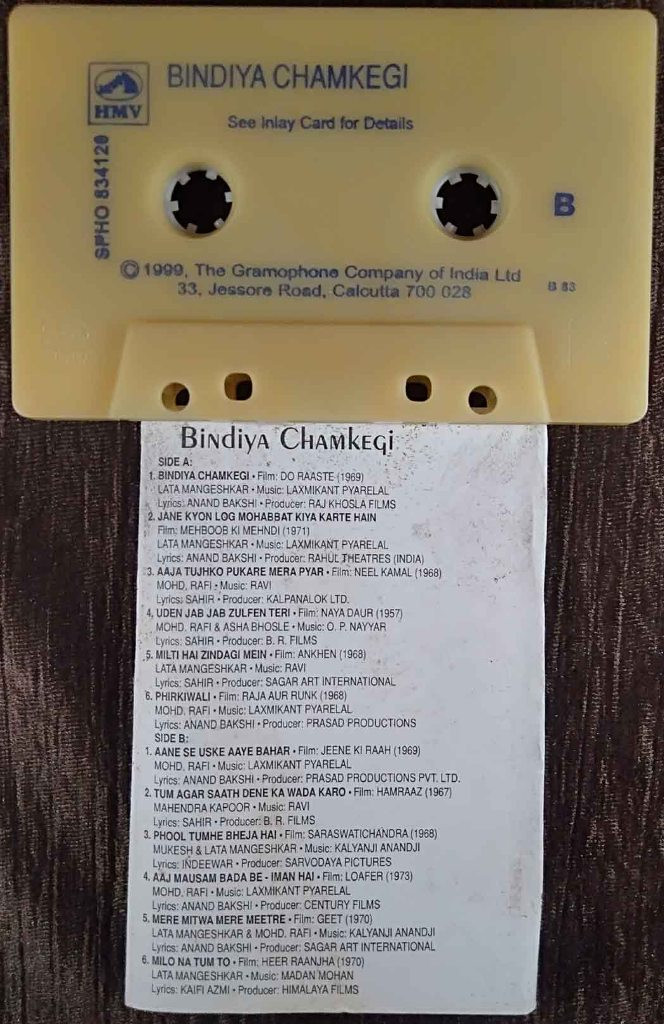 BINDIYA CHAMKEGI
HMV
See Inlay Card for Details
SPHO 834128
B
©1999, The Gramophone Company of India Ltd
33, Jessore Road, Calcutta 700 028
B 83
Bindiya Chamkegi
SIDE A:
1. BINDIYA CHAMKEGI • Film: DO RAASTE (1969)
LATA MANGESHKAR • Music: LAXMIKANT PYARELAL
Lyrics: ANAND BAKSHI • Producer: RAJ KHOSLA FILMS
2. JANE KYON LOG MOHABBAT KIYA KARTE HAIN
Film: MEHBOOB KI MEHNDI (1971)
LATA MANGESHKAR • Music: LAXMIKANT PYARELAL
Lyrics: ANAND BAKSHI • Producer: RAHUL THEATRES (INDIA)
3. AAJA TUJHKO PUKARE MERA PYAR • Film: NEEL KAMAL (1968)
MOHD. RAFI • Music: RAVI
Lyrics: SAHIR • Producer: KALPANALOK LTD.
4. UDEN JAB JAB ZULFEN TERI • Film: NAYA DAUR (1957)
MOHD. RAFI & ASHA BHOSLE • Music: O. P. NAYYAR
Lyrics: SAHIR • Producer: B. R. FILMS
5. MILTI HAI ZINDAGI MEIN • Film: ANKHEN (1968)
LATA MANGESHKAR • Music: RAVI
Lyrics: SAHIR • Producer: SAGAR ART INTERNATIONAL
6. PHIRKIWALI • Film: RAJA AUR RUNK (1968)
MOHD. RAFI • Music: LAXMIKANT PYARELAL
Lyrics: ANAND BAKSHI • Producer: PRASAD PRODUCTIONS
SIDE B:
1. AANE SE USKE AAYE BAHAR • Film: JEENE KI RAAH (1969)
MOHD. RAFI • Music: LAXMIKANT PYARELAL
Lyrics: ANAND BAKSHI • Producer: PRASAD PRODUCTIONS PVT. LTD.
2. TUM AGAR SAATH DENE KA WADA KARO • Film: HAMRAAZ (1967)
MAHENDRA KAPOOR • Music: RAVI
Lyrics: SAHIR • Producer: B. R. FILMS
3. PHOOL TUMHE BHEJA HAI • Film: SARASWATICHANDRA (1968)
MUKESH & LATA MANGESHKAR • Music: KALYANJI ANANDJI
Lyrics: INDEEWAR • Producer: SARVODAYA PICTURES
4. AAJ MAUSAM BADA BE - IMAN HAI • Film: LOAFER (1973)
MOHD. RAFI • Music: LAXMIKANT PYARELAL
Lyrics: ANAND BAKSHI • Producer: CENTURY FILMS
5. MERE MITWA MERE MEETRE • Film: GEET (1970)
LATA MANGESHKAR & MOHD. RAFI • Music: KALYANJI ANANDJI
Lyrics: ANAND BAKSHI • Producer: SAGAR ART INTERNATIONAL
6. MILO NA TUM TO • Film: HEER RAANJHA (1970)
LATA MANGESHKAR • Music: MADAN MOHAN
Lyrics: KAIFI AZMI • Producer: HIMALAYA FILMS